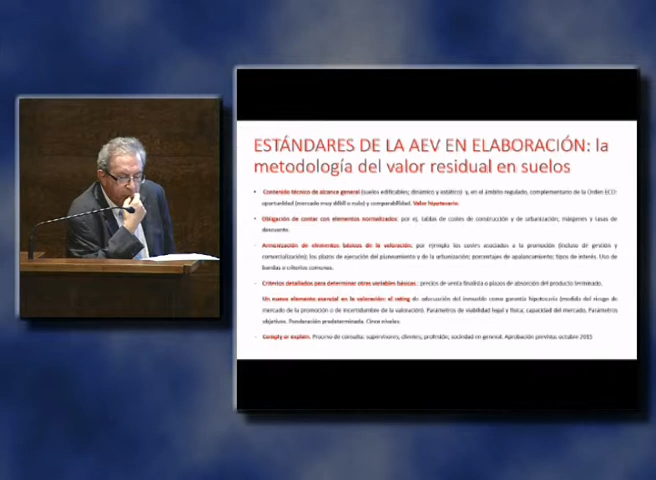 ESTÁNDARES DE LA AEV EN ELABORACIÓN: la
metodología del valor residual en suelos
Contenido técnico de alcance general (suelos edificables; dinámico y estático) y, en el ámbito regulado, complementario de la Orden ECO:
oportunidad (mercado muy débil o nulo) y comparabilidad. Valor hipotecario.
Obligación de contar con elementos normalizados: por ej. tablas de costes de construcción y de urbanización; márgenes y tasas de
descuento.
Armonización de elementos básicos de la valoración: por ejemplo los costes asociados a la promoción (incluso de gestión y
comercialización); los plazos de ejecución del planeamiento y de la urbanización; porcentajes de apalancamiento; tipos de interés. Uso de
bandas o criterios comunes.
Criterios detallados para determinar otras variables básicas: precios de venta finalista o plazos de absorción del producto terminado.
Un nuevo elemento esencial en la valoración: el rating de adecuación del inmueble como garantía hipotecaria (medida del riesgo de
mercado de la promoción o de incertidumbre de la valoración). Parámetros de viabilidad legal y física; capacidad del mercado. Parámetros
objetivos. Ponderación predeterminada. Cinco niveles.
Comply or explain. Proceso de consulta: supervisores, clientes, profesión, sociedad en general. Aprobación prevista: octubre 2015